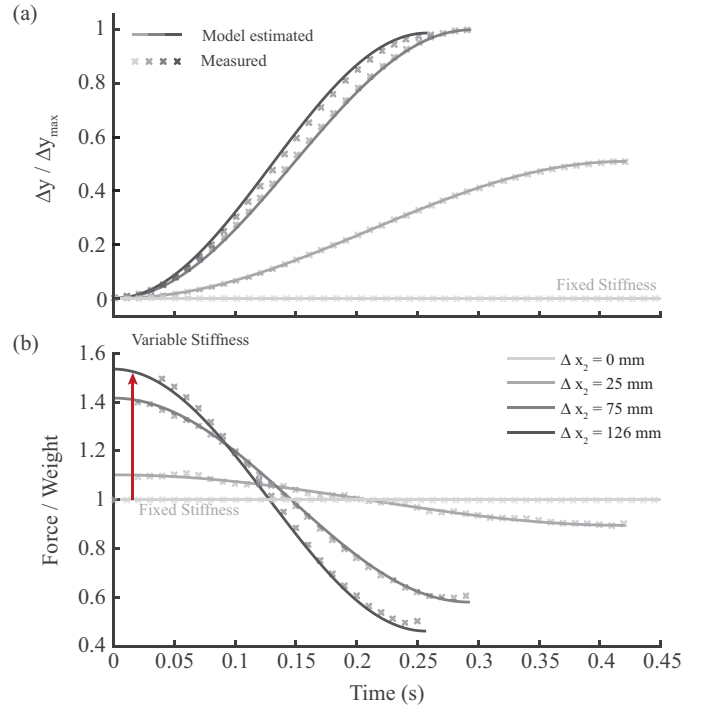 (a)
Model estimated
Measured
1
0.8
0.6
0.4
0.2
0
Δy / Δy_max
Fixed Stiffness
(b)
Variable Stiffness
1.6
1.4
1.2
1
0.8
0.6
0.4
Force / Weight
Δ x₂ = 0 mm
Δ x₂ = 25 mm
Δ x₂ = 75 mm
Δ x₂ = 126 mm
Fixed Stiffness
0 0.05 0.1 0.15 0.2 0.25 0.3 0.35 0.4 0.45
Time (s)